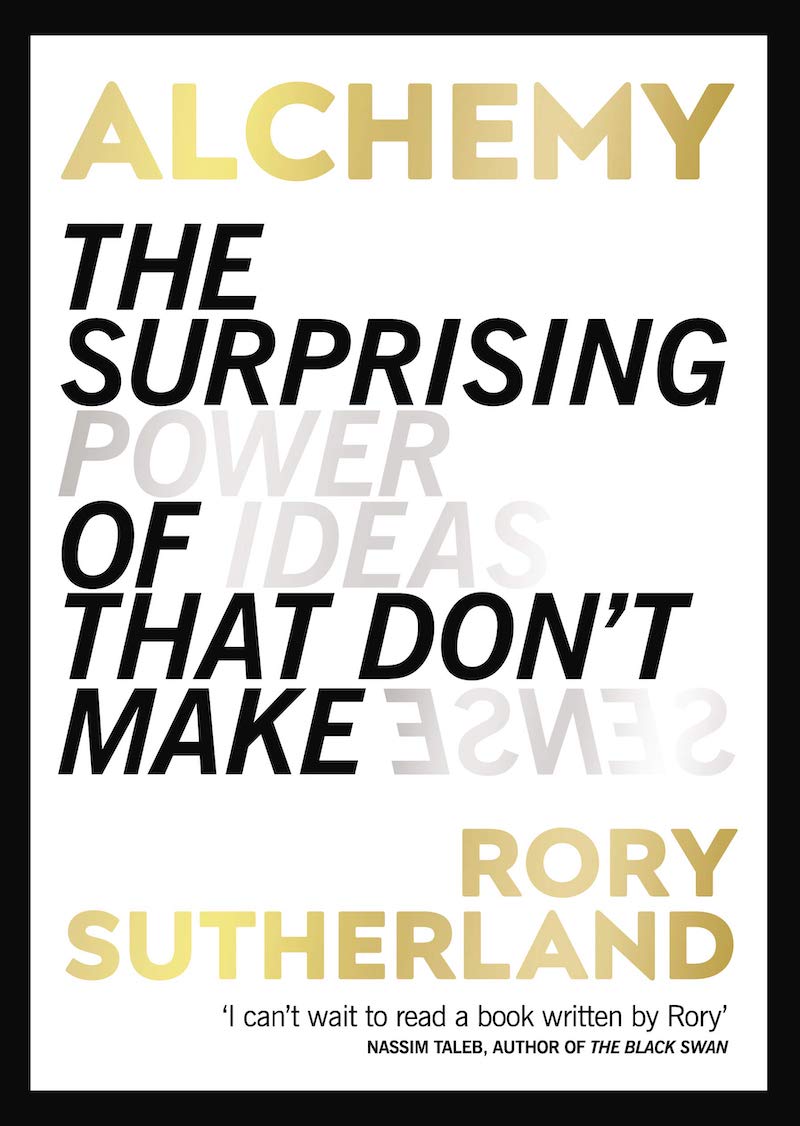 ALCHEMY
THE
SURPRISING
POWER
OF IDEAS
THAT DON’T
MAKE SENSE
RORY
SUTHERLAND
‘I can’t wait to read a book written by Rory’
NASSIM TALEB, AUTHOR OF THE BLACK SWAN